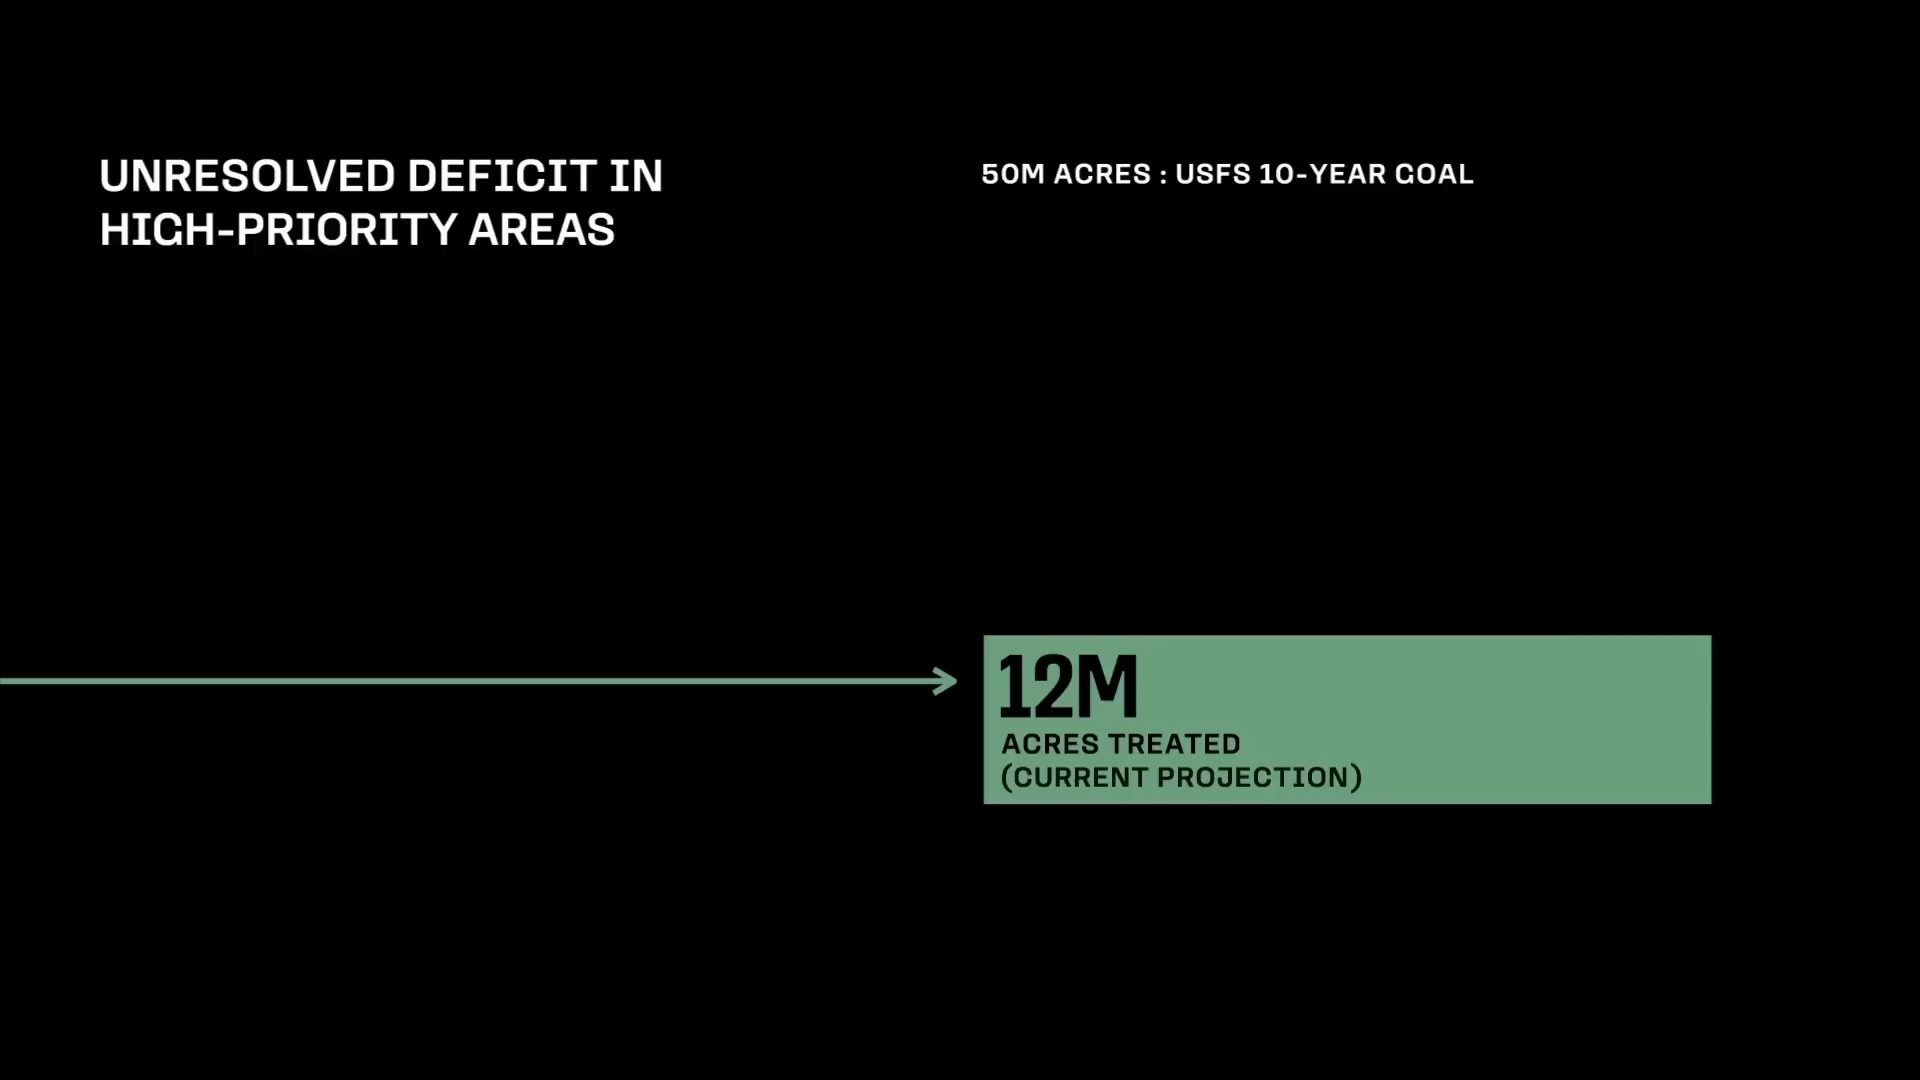 UNRESOLVED DEFICIT IN
HIGH-PRIORITY AREAS
50M ACRES : USFS 10-YEAR GOAL
12M
ACRES TREATED
(CURRENT PROJECTION)